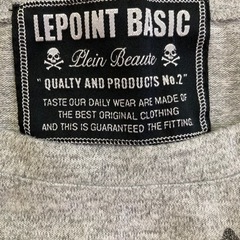 LEPOINT BASIC
Plein Beaute
"QUALTY AND PRODUCTS No.2"
TASTE OUR DAILY WEAR ARE MADE OF
THE BEST ORIGINAL CLOTHING
AND THIS IS GUARANTEED THE FITTING.